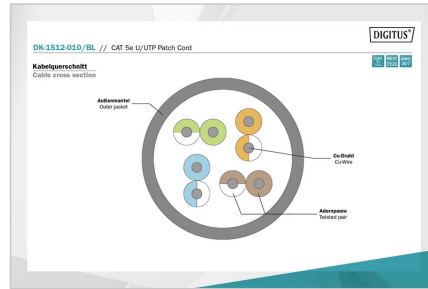 DIGITUS®
DK-1512-010/BL // CAT 5e U/UTP Patch Cord
Kabelquerschnitt
Cable cross section
Außenmantel
Outer jacket
Cu-Draht
Cu-Wire
Adernpaare
Twisted pair